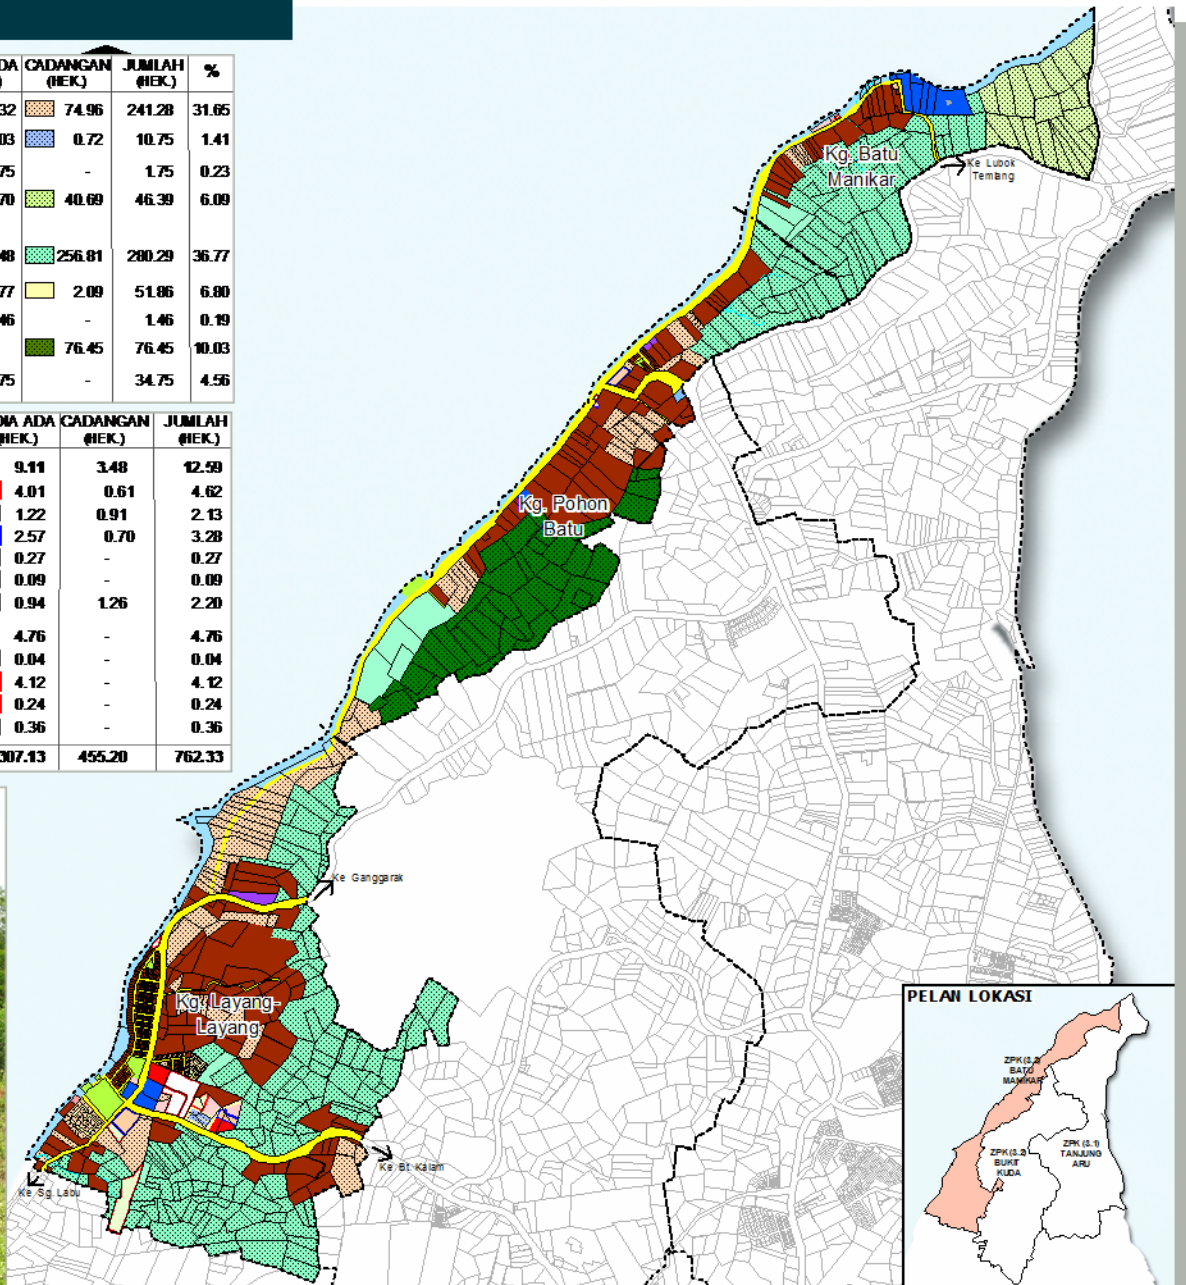 DA CADANGAN JUMLAH %
) (HEK.) (HEK.)
32 74.96 241.28 31.65
03 0.72 10.75 1.41
75 - 1.75 0.23
70 40.69 46.39 6.09
48 256.81 280.29 36.77
77 2.09 51.86 6.80
46 - 1.46 0.19
76.45 76.45 10.03
75 - 34.75 4.56
DIA ADA CADANGAN JUMLAH
(HEK.) (HEK.) (HEK.)
9.11 3.48 12.59
4.01 0.61 4.62
1.22 0.91 2.13
2.57 0.70 3.28
0.27 - 0.27
0.09 - 0.09
0.94 1.26 2.20
4.76 - 4.76
0.04 - 0.04
4.12 - 4.12
0.24 - 0.24
0.36 - 0.36
307.13 455.20 762.33
Kg. Batu
Manikar
Ke Lubok
Temiang
Kg. Pohon
Batu
Ke Ganggarak
Kg. Layang-
Layang
Ke Bt. Kalam
Ke Sg. Labu
PELAN LOKASI
ZPK (3.3)
BATU
MANIKAR
ZPK (3.1)
TANJUNG
ARU
ZPK (3.2)
BUKIT
KUDA